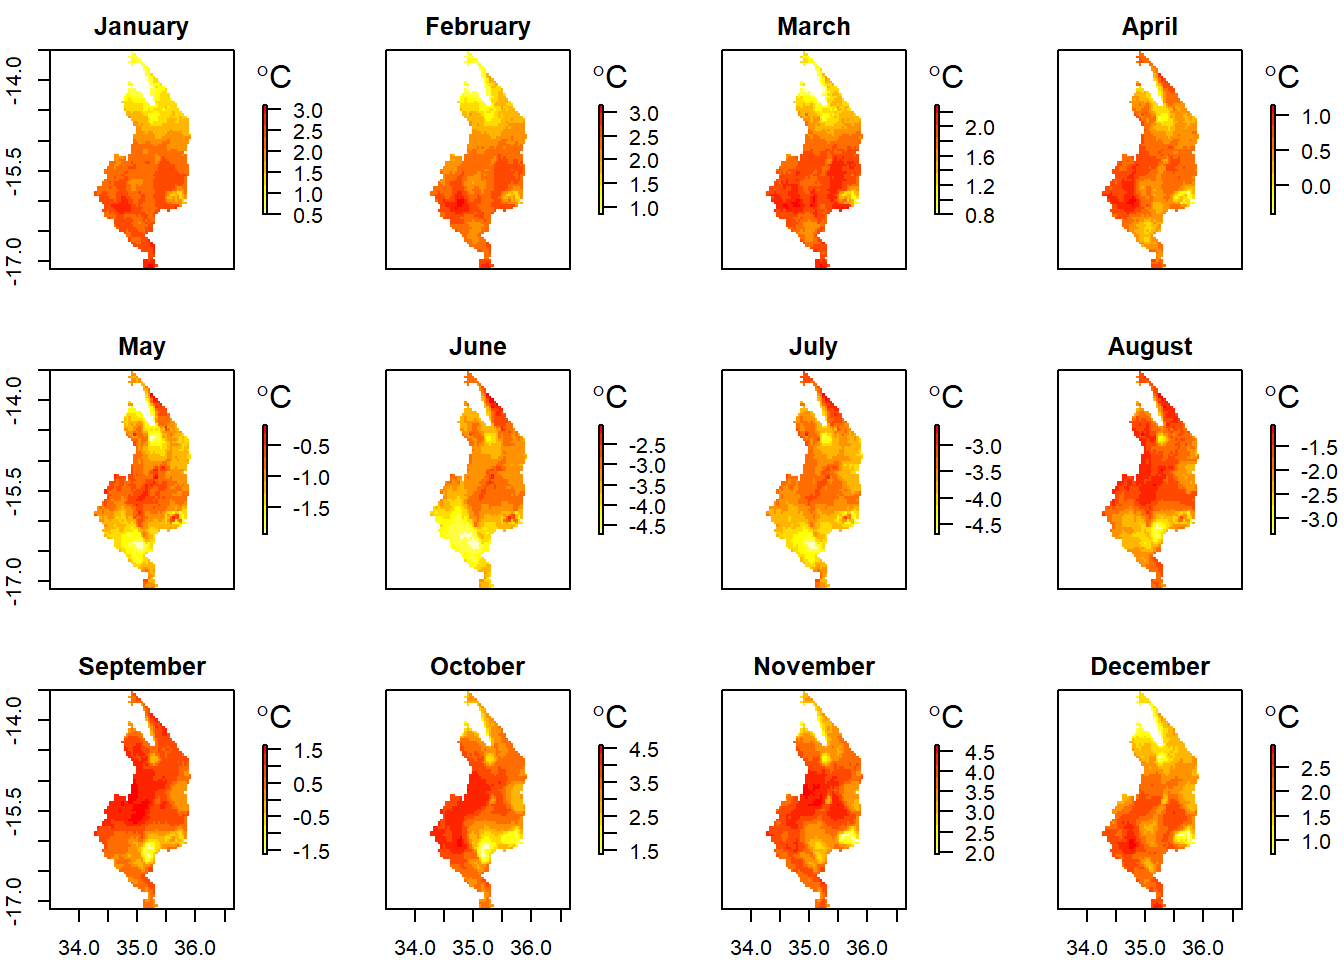 January
February
March
April
°C
°C
°C
°C
-14.0
-15.5
-17.0
3.0
2.5
2.0
1.5
1.0
0.5
3.0
2.5
2.0
1.5
1.0
2.0
1.6
1.2
0.8
1.0
0.5
0.0
May
June
July
August
°C
°C
°C
°C
-14.0
-15.5
-17.0
-0.5
-1.0
-1.5
-2.5
-3.0
-3.5
-4.0
-4.5
-3.0
-3.5
-4.0
-4.5
-1.5
-2.0
-2.5
-3.0
September
October
November
December
°C
°C
°C
°C
-14.0
-15.5
-17.0
1.5
0.5
-0.5
-1.5
4.5
3.5
2.5
1.5
4.5
4.0
3.5
3.0
2.5
2.0
2.5
2.0
1.5
1.0
34.0 35.0 36.0
34.0 35.0 36.0
34.0 35.0 36.0
34.0 35.0 36.0